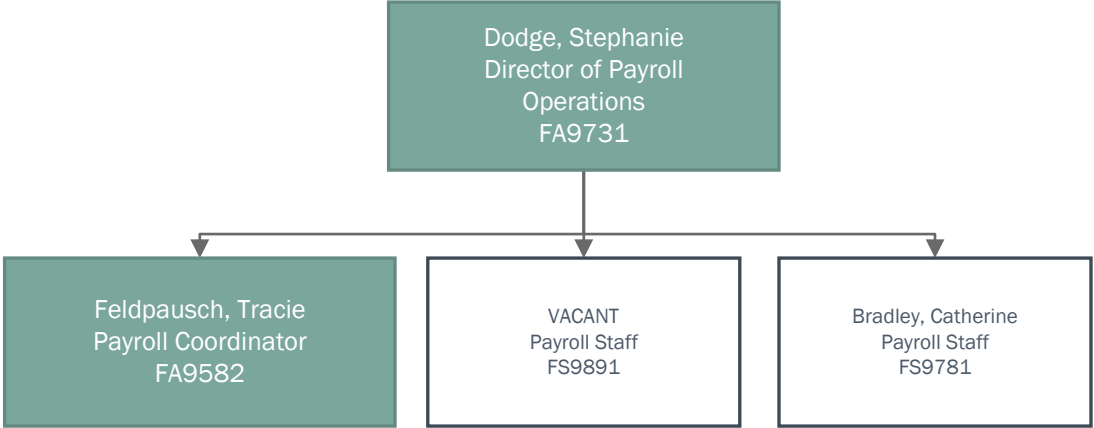 Dodge, Stephanie
Director of Payroll
Operations
FA9731
Feldpausch, Tracie
Payroll Coordinator
FA9582
VACANT
Payroll Staff
FS9891
Bradley, Catherine
Payroll Staff
FS9781